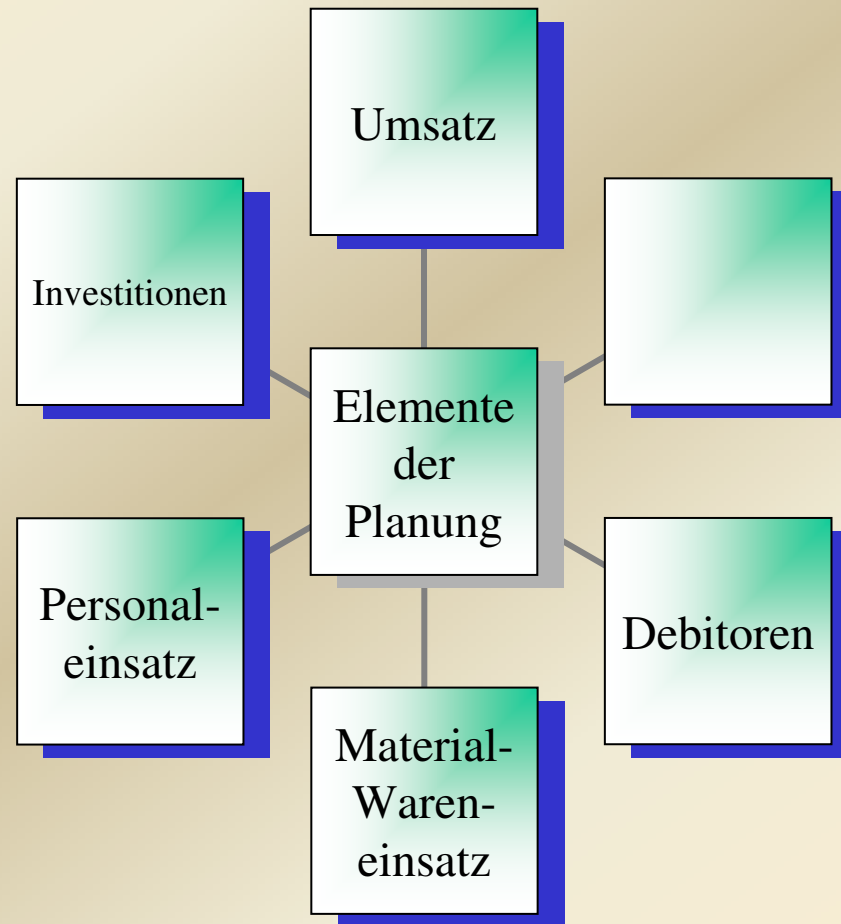 Umsatz
Investitionen
Elemente
der
Planung
Personal-
einsatz
Debitoren
Material-
Waren-
einsatz